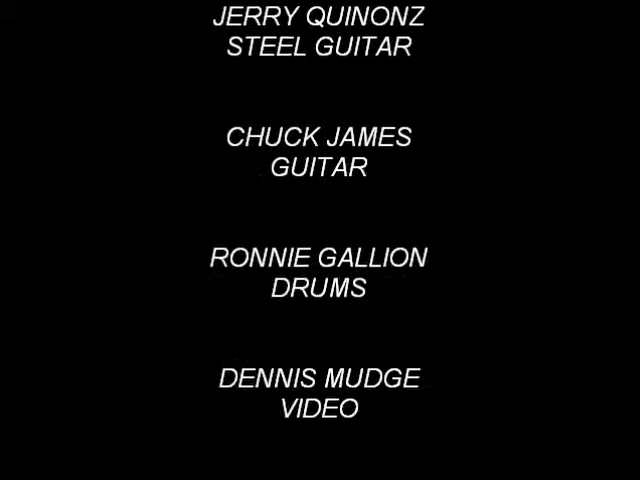 JERRY QUINONZ
STEEL GUITAR
CHUCK JAMES
GUITAR
RONNIE GALLION
DRUMS
DENNIS MUDGE
VIDEO